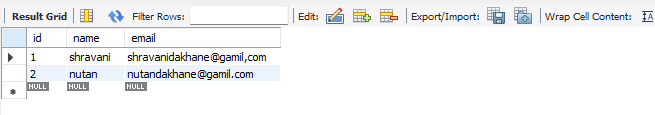 Result Grid Filter Rows: Edit: Export/Import: Wrap Cell Content: A
id name email
1 shravani shravanidakhane@gamil,com
2 nutan nutandakhane@gamil.com
NULL NULL NULL